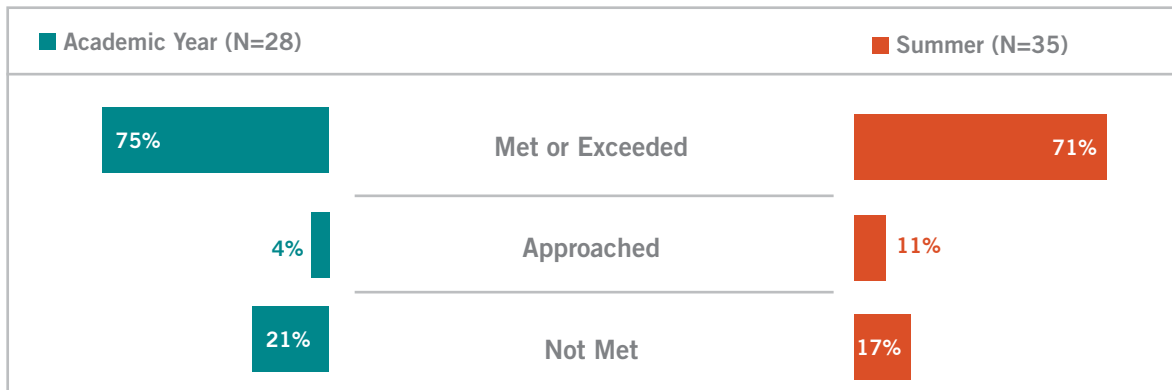 Academic Year (N=28) Summer (N=35)
75% Met or Exceeded 71%
4% Approached 11%
21% Not Met 17%